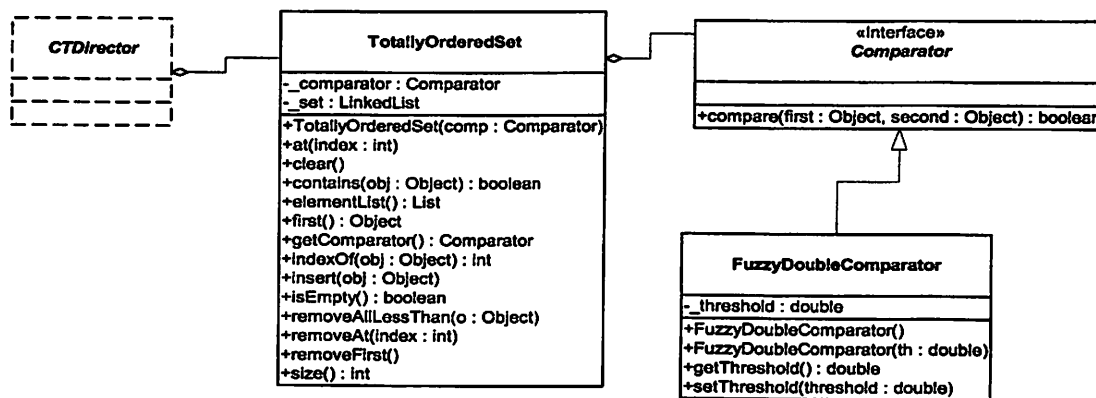 CTDirector
TotallyOrderedSet
-_comparator : Comparator
-_set : LinkedList
+TotallyOrderedSet(comp : Comparator)
+at(index : int)
+clear()
+contains(obj : Object) : boolean
+elementList() : List
+first() : Object
+getComparator() : Comparator
+indexOf(obj : Object) : int
+insert(obj : Object)
+isEmpty() : boolean
+removeAllLessThan(o : Object)
+removeAt(index : int)
+removeFirst()
+size() : int
«Interface»
Comparator
+compare(first : Object, second : Object) : boolean
FuzzyDoubleComparator
-_threshold : double
+FuzzyDoubleComparator()
+FuzzyDoubleComparator(th : double)
+getThreshold() : double
+setThreshold(threshold : double)